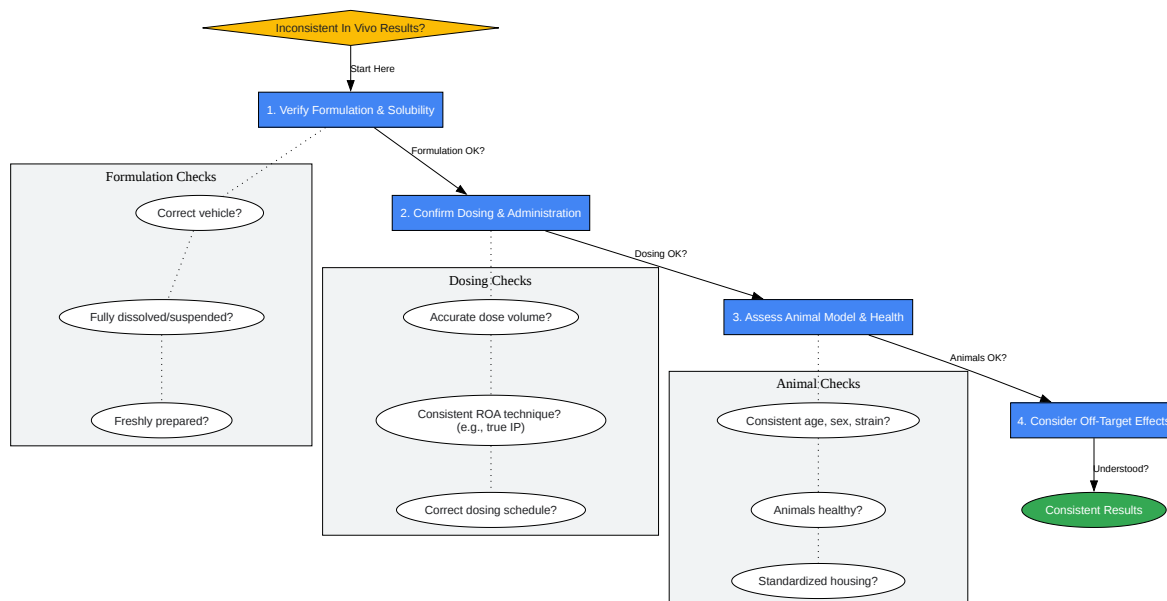 Inconsistent In Vivo Results?
Start Here
1. Verify Formulation & Solubility
Formulation OK?
Formulation Checks
Correct vehicle?
Fully dissolved/suspended?
Freshly prepared?
2. Confirm Dosing & Administration
Dosing OK?
Dosing Checks
Accurate dose volume?
Consistent ROA technique?
(e.g., true IP)
Correct dosing schedule?
3. Assess Animal Model & Health
Animals OK?
Animal Checks
Consistent age, sex, strain?
Animals healthy?
Standardized housing?
4. Consider Off-Target Effects
Understood?
Consistent Results